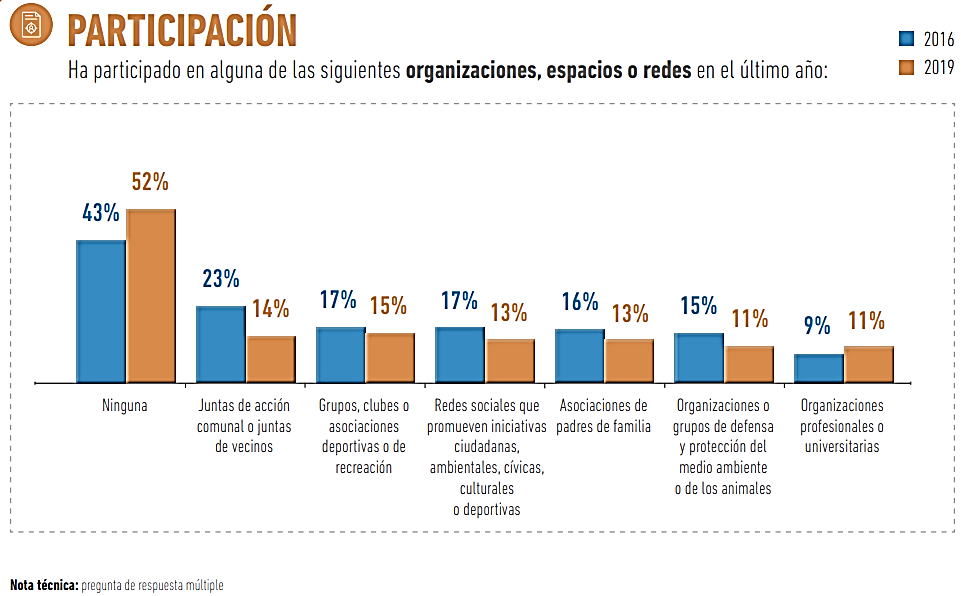 PARTICIPACIÓN
Ha participado en alguna de las siguientes organizaciones, espacios o redes en el último año:
2016
2019
43%
52%
23%
14%
17%
15%
17%
13%
16%
13%
15%
11%
9%
11%
Ninguna
Juntas de acción
comunal o juntas
de vecinos
Grupos, clubes o
asociaciones
deportivas o de
recreación
Redes sociales que
promueven iniciativas
ciudadanas,
ambientales, cívicas,
culturales
o deportivas
Asociaciones de
padres de familia
Organizaciones o
grupos de defensa
y protección del
medio ambiente
o de los animales
Organizaciones
profesionales o
universitarias
Nota técnica: pregunta de respuesta múltiple